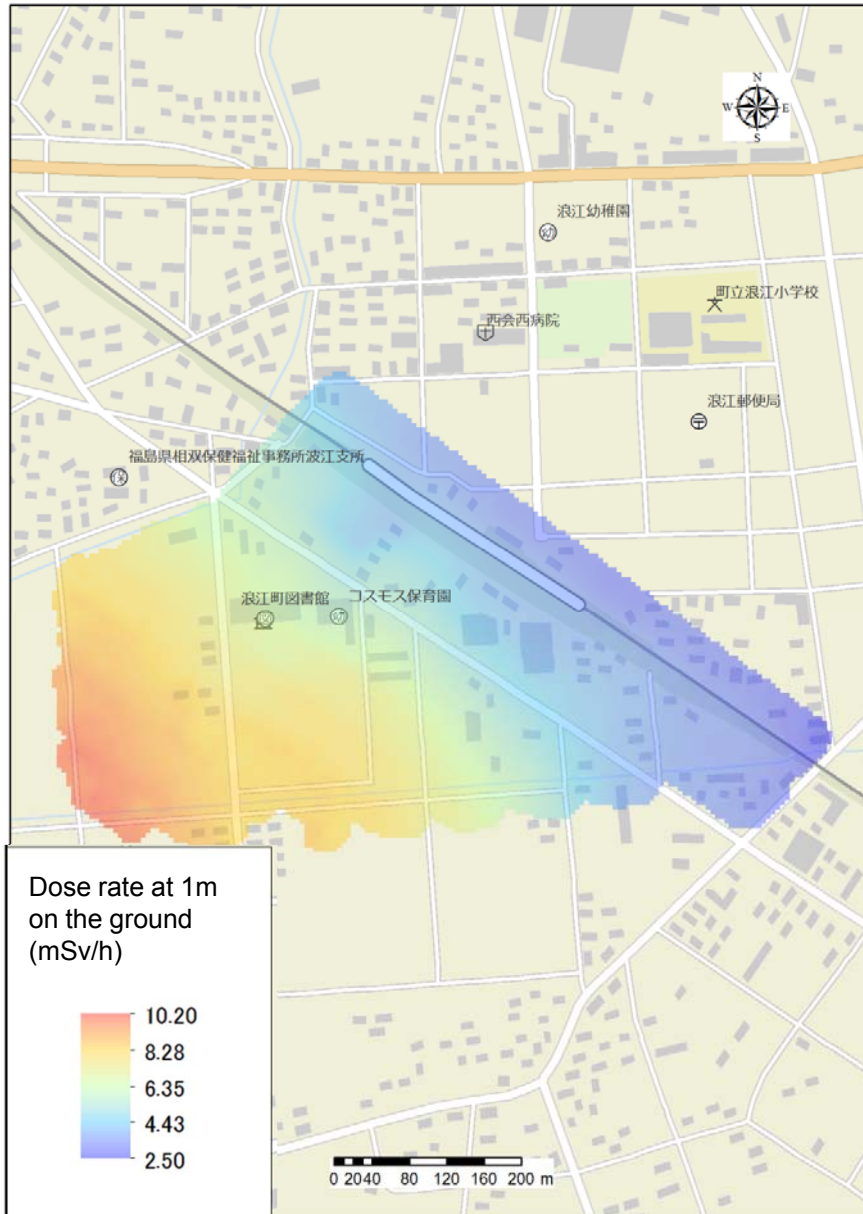 N
W E
S
浪江幼稚園
町立浪江小学校
西会西病院
浪江郵便局
福島県相双保健福祉事務所波江支所
浪江町図書館
コスモス保育園
Dose rate at 1m
on the ground
(mSv/h)
10.20
8.28
6.35
4.43
2.50
0 20 40 80 120 160 200 m